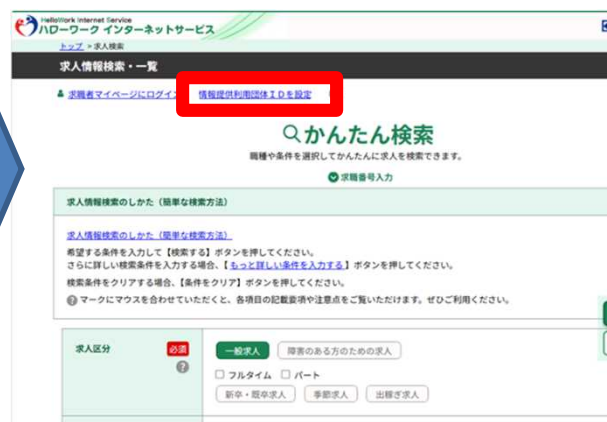 HelloWork Internet Service
ハローワーク インターネットサービス
トップ > 求人検索
求人情報検索・一覧
求職者マイページにログイン
情報提供利用団体IDを設定
かんたん検索
職種や条件を選択してかんたんに求人を検索できます。
求職番号入力
求人情報検索のしかた（簡単な検索方法）
求人情報検索のしかた（簡単な検索方法）
希望する条件を入力して【検索する】ボタンを押してください。
さらに詳しい検索条件を入力する場合、【もっと詳しい条件を入力する】ボタンを押してください。
検索条件をクリアする場合、【条件をクリア】ボタンを押してください。
? マークにマウスを合わせていただくと、各項目の記載要項や注意点をご覧いただけます。ぜひご利用ください。
求人区分 必須 一般求人 障害のある方のための求人
?
フルタイム パート
新卒・既卒求人 季節求人 出稼ぎ求人